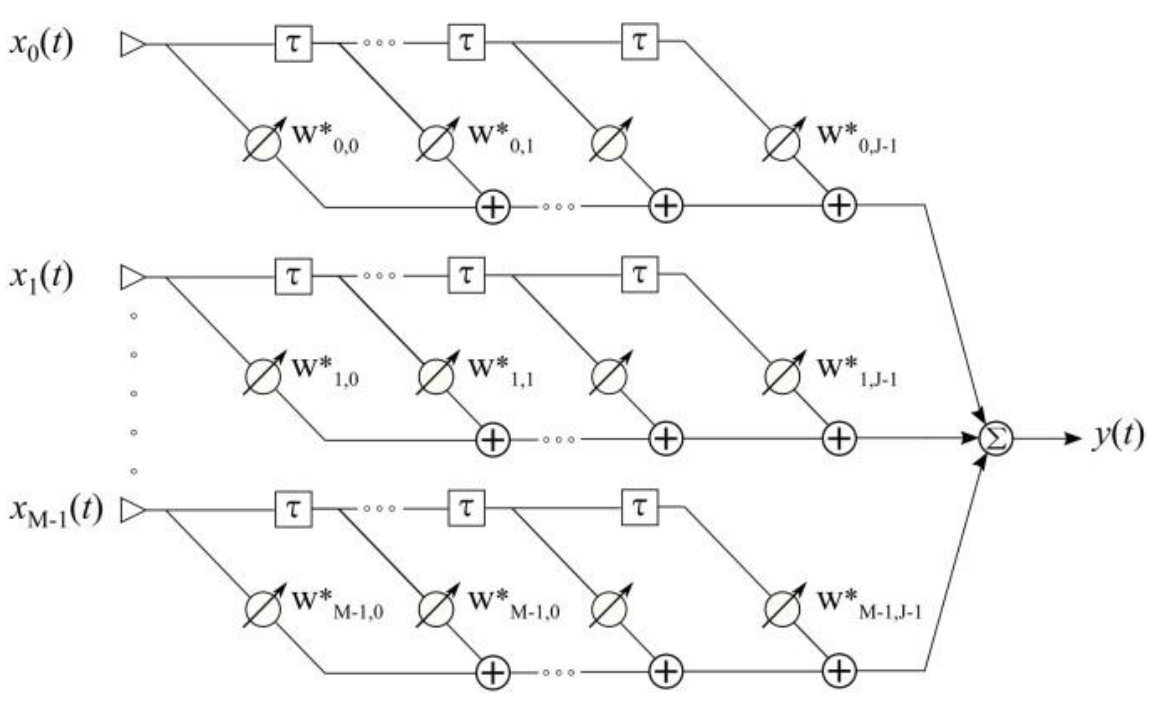 x0(t) τ τ τ
w*0,0 w*0,1 w*0,J-1
+ + +
x1(t) τ τ τ
w*1,0 w*1,1 w*1,J-1
+ + + Σ y(t)
xM-1(t) τ τ τ
w*M-1,0 w*M-1,0 w*M-1,J-1
+ + +